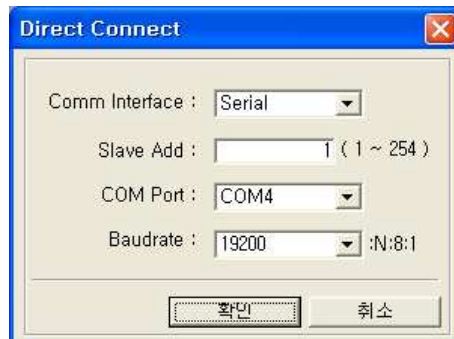 Direct Connect
Comm Interface : Serial
Slave Add : 1 ( 1 ~ 254 )
COM Port : COM4
Baudrate : 19200 :N:8:1
확인 취소